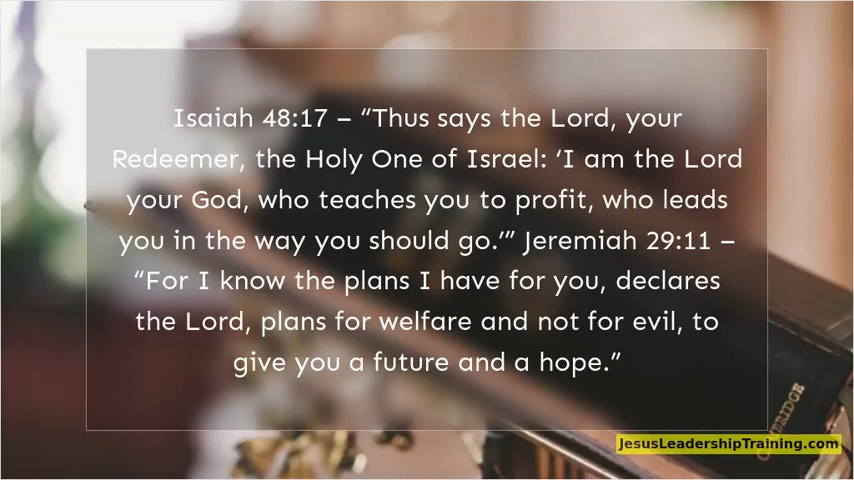 Isaiah 48:17 – “Thus says the Lord, your
Redeemer, the Holy One of Israel: ‘I am the Lord
your God, who teaches you to profit, who leads
you in the way you should go.’” Jeremiah 29:11 –
“For I know the plans I have for you, declares
the Lord, plans for welfare and not for evil, to
give you a future and a hope.”
JesusLeadershipTraining.com